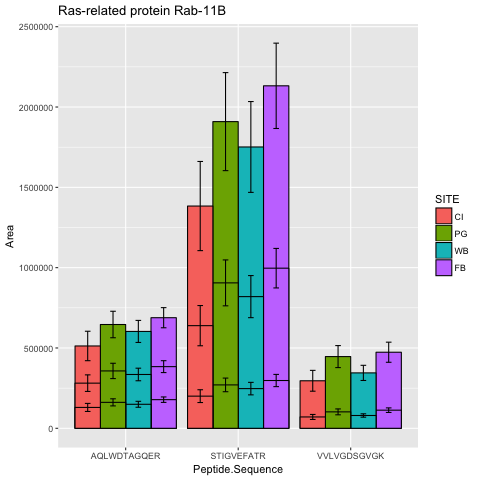 Ras-related protein Rab-11B
2500000
2000000
1500000
1000000
500000
0
Area
AQLWDTAGQER
STIGVEFATR
VVLVGDSGVGK
Peptide.Sequence
SITE
CI
PG
WB
FB